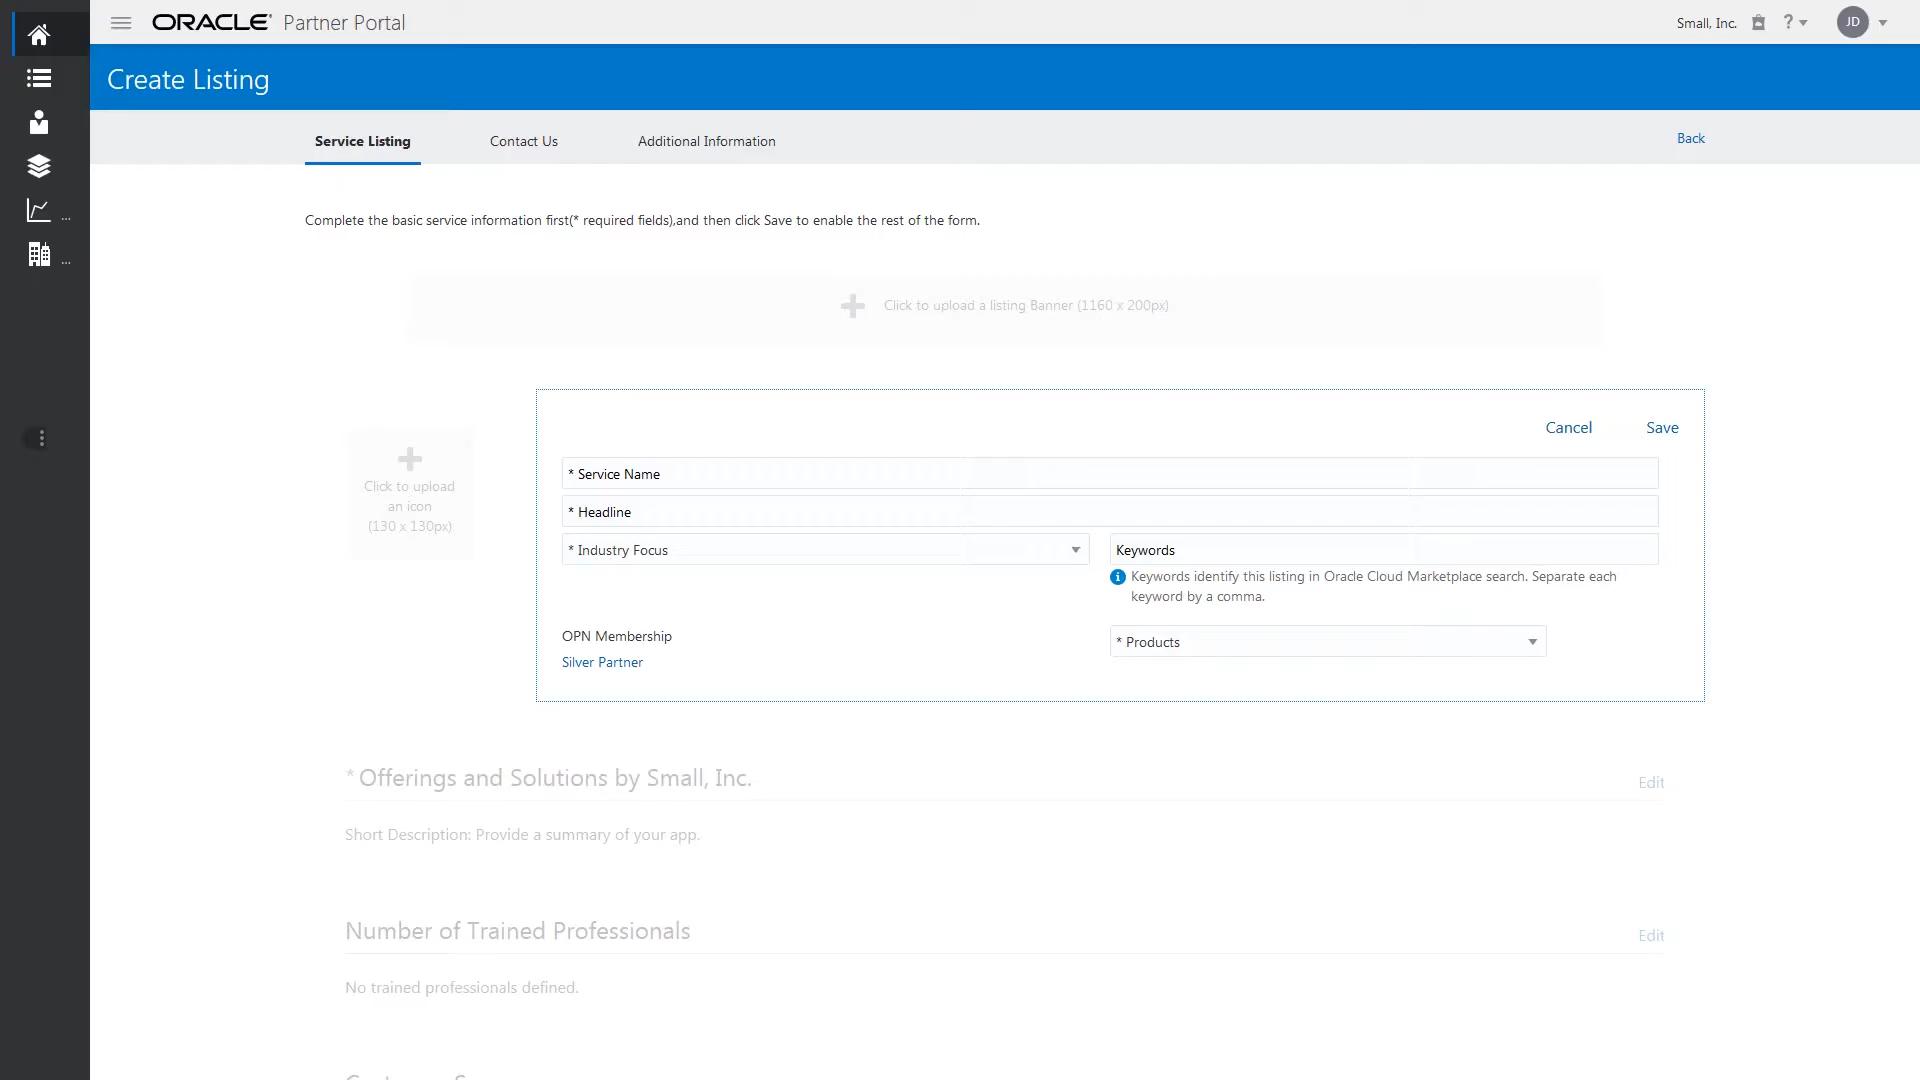 ORACLE Partner Portal
Small, Inc.
?
JD
Create Listing
Service Listing
Contact Us
Additional Information
Back
...
...
Complete the basic service information first(* required fields),and then click Save to enable the rest of the form.
Click to upload a listing Banner (1160 x 200px)
Cancel
Save
Click to upload
an icon
(130 x 130px)
* Service Name
* Headline
* Industry Focus
Keywords
Keywords identify this listing in Oracle Cloud Marketplace search. Separate each
keyword by a comma.
OPN Membership
Silver Partner
* Products
* Offerings and Solutions by Small, Inc.
Edit
Short Description: Provide a summary of your app.
Number of Trained Professionals
Edit
No trained professionals defined.